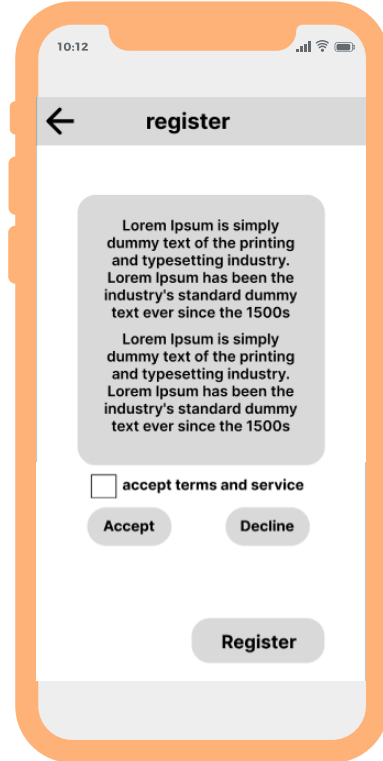 10:12
register
Lorem Ipsum is simply
dummy text of the printing
and typesetting industry.
Lorem Ipsum has been the
industry's standard dummy
text ever since the 1500s
Lorem Ipsum is simply
dummy text of the printing
and typesetting industry.
Lorem Ipsum has been the
industry's standard dummy
text ever since the 1500s
accept terms and service
Accept Decline
Register